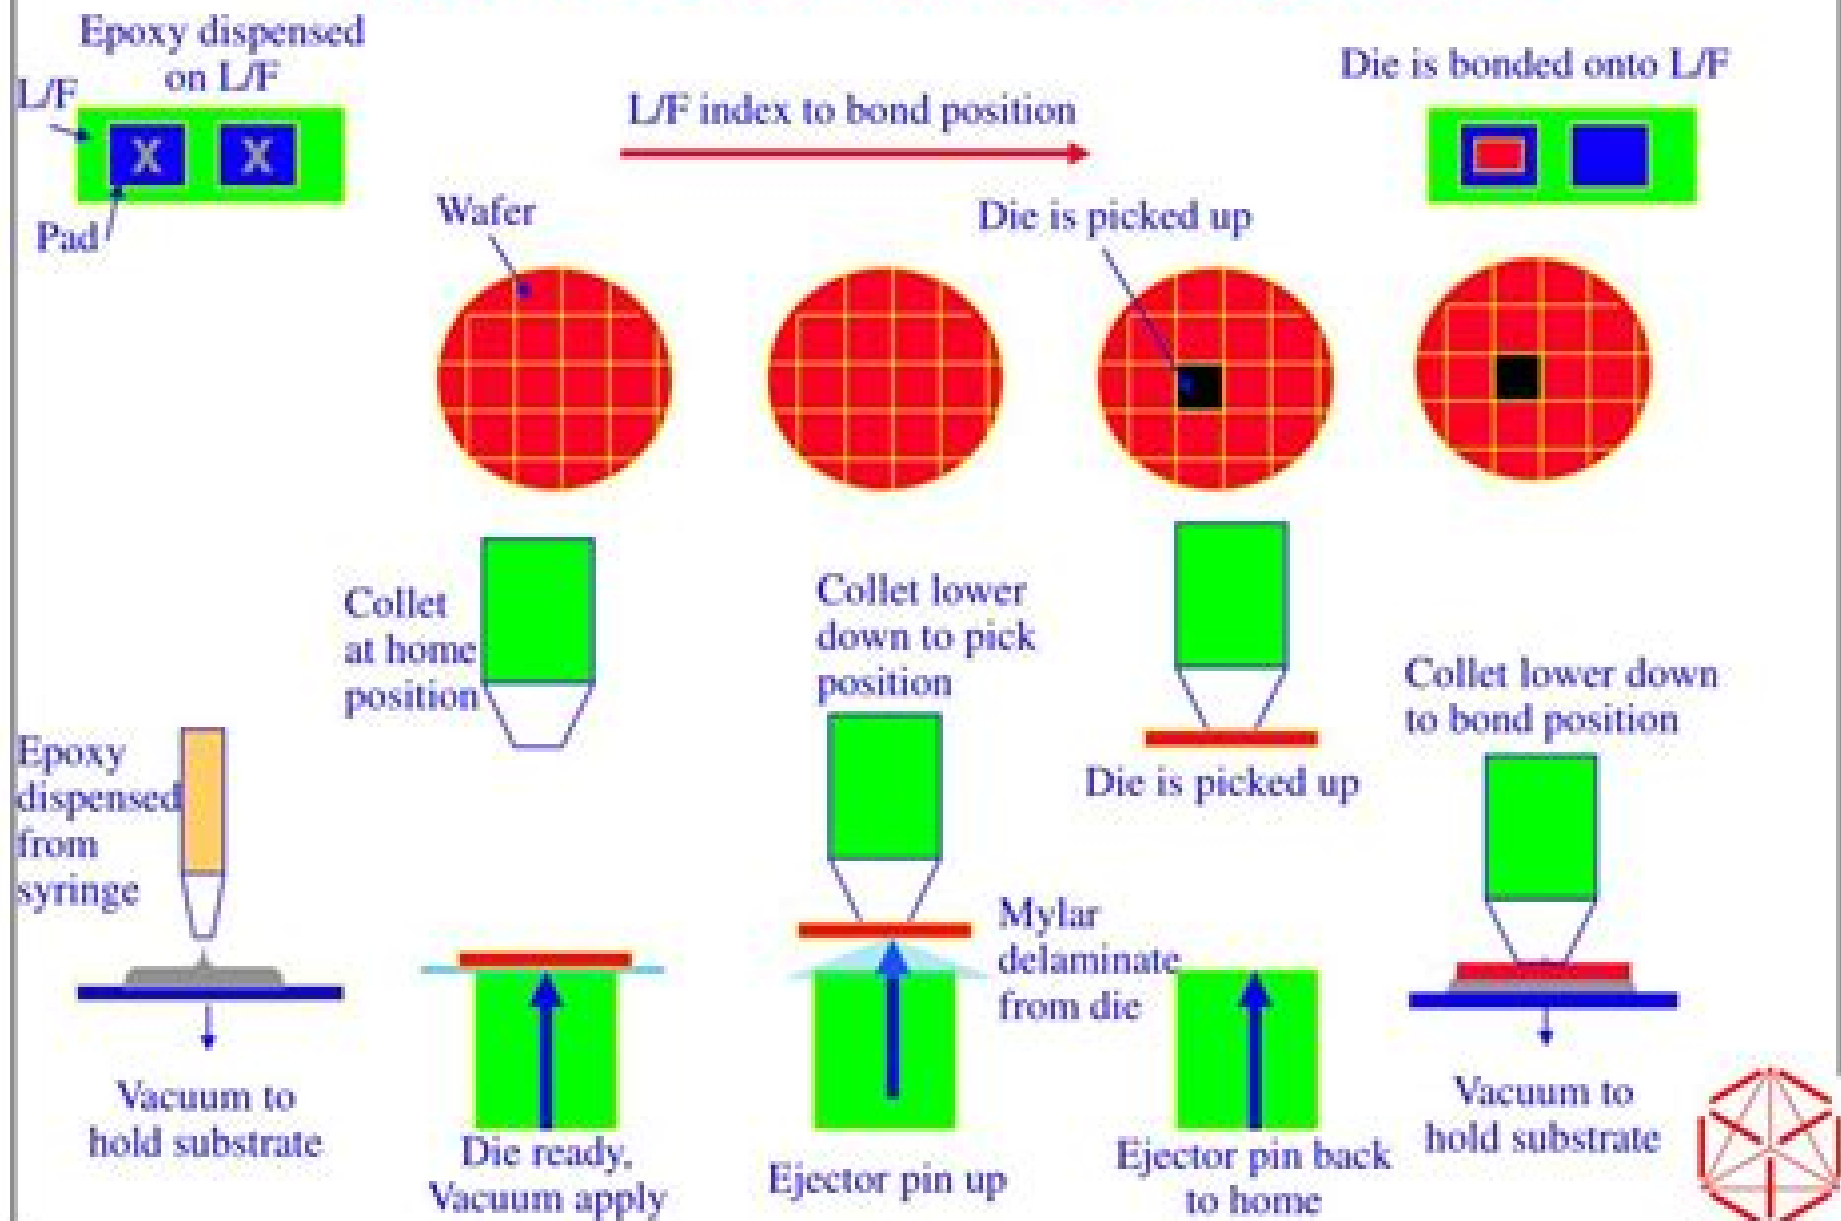 Epoxy dispensed
on L/F
L/F
Pad
L/F index to bond position
Die is bonded onto L/F
Wafer
Die is picked up
Collet
at home
position
Collet lower
down to pick
position
Die is picked up
Collet lower down
to bond position
Epoxy
dispensed
from
syringe
X X
Mylar
delaminate
from die
Vacuum to
hold substrate
Die ready,
Vacuum apply
Ejector pin up
Ejector pin back
to home
Vacuum to
hold substrate